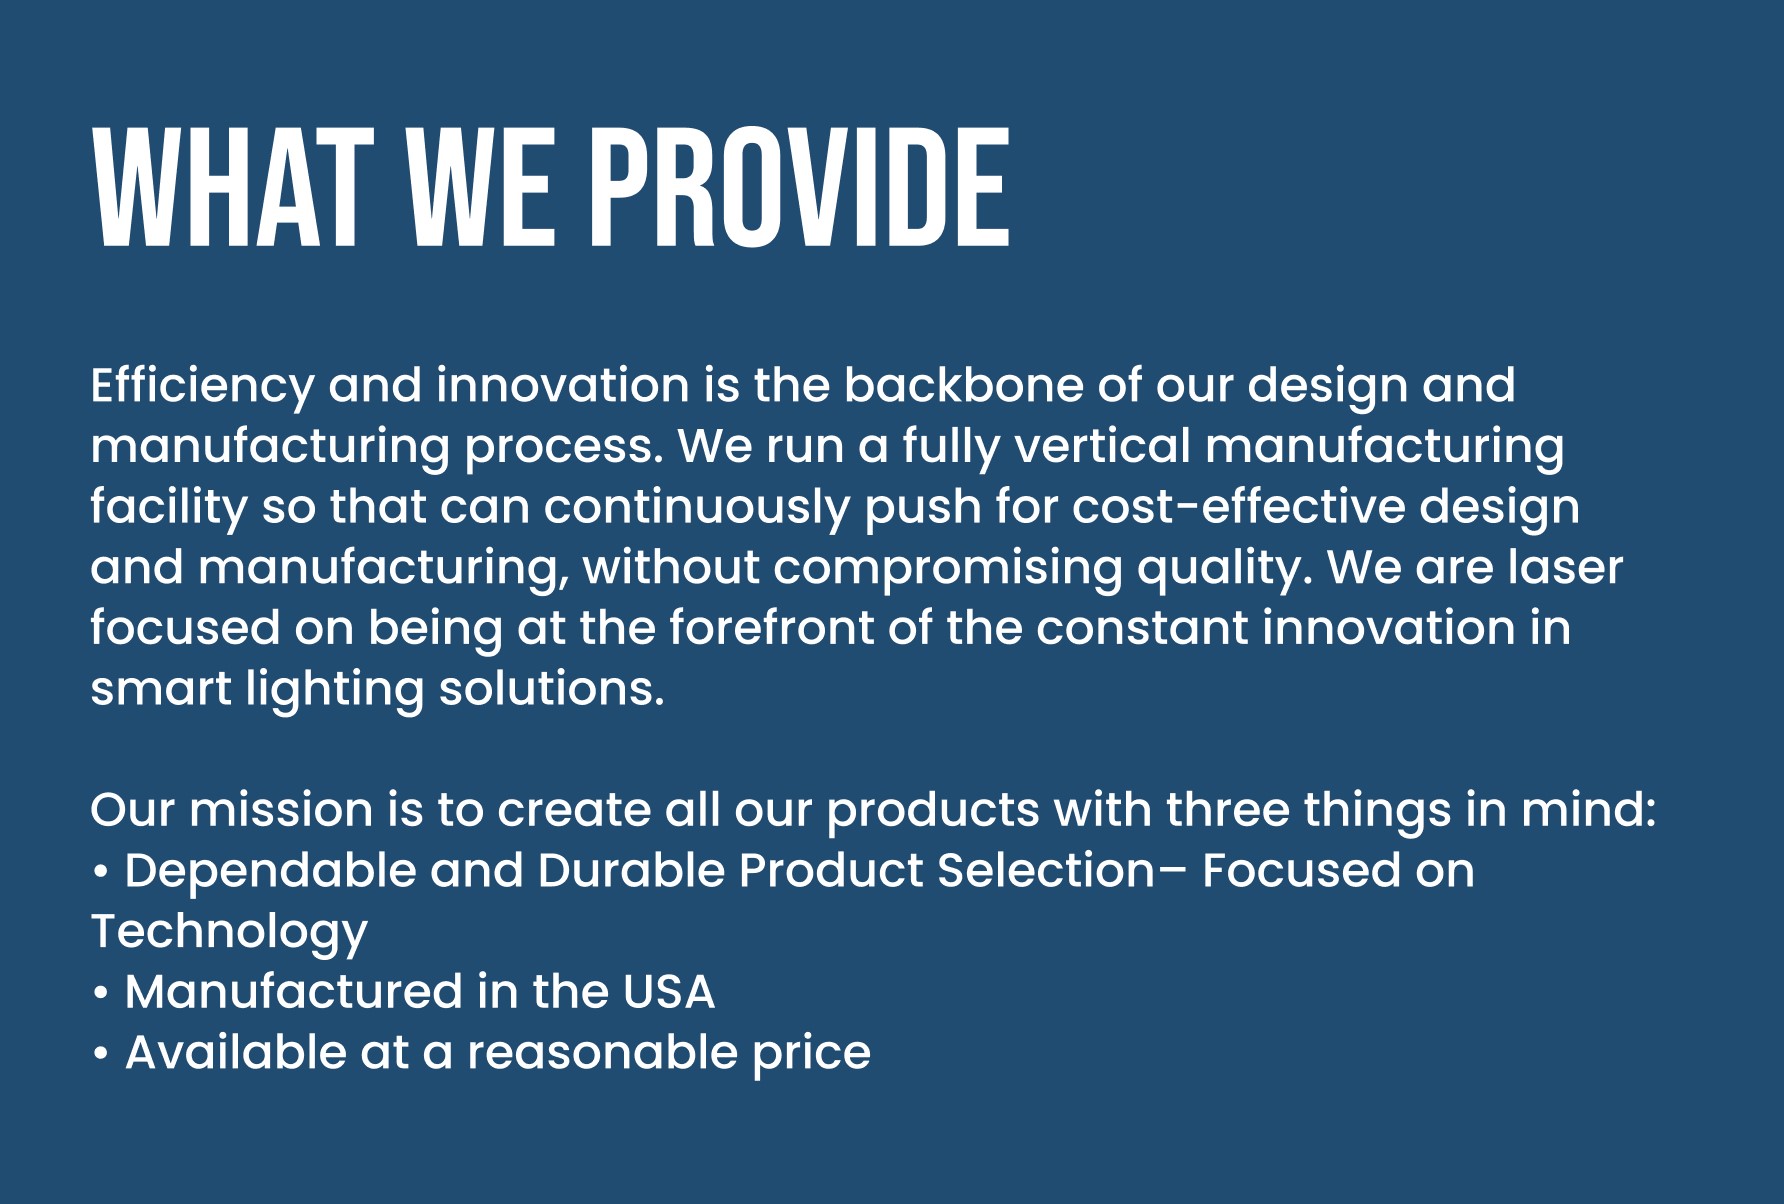 WHAT WE PROVIDE
Efficiency and innovation is the backbone of our design and
manufacturing process. We run a fully vertical manufacturing
facility so that can continuously push for cost-effective design
and manufacturing, without compromising quality. We are laser
focused on being at the forefront of the constant innovation in
smart lighting solutions.
Our mission is to create all our products with three things in mind:
• Dependable and Durable Product Selection– Focused on
Technology
• Manufactured in the USA
• Available at a reasonable price